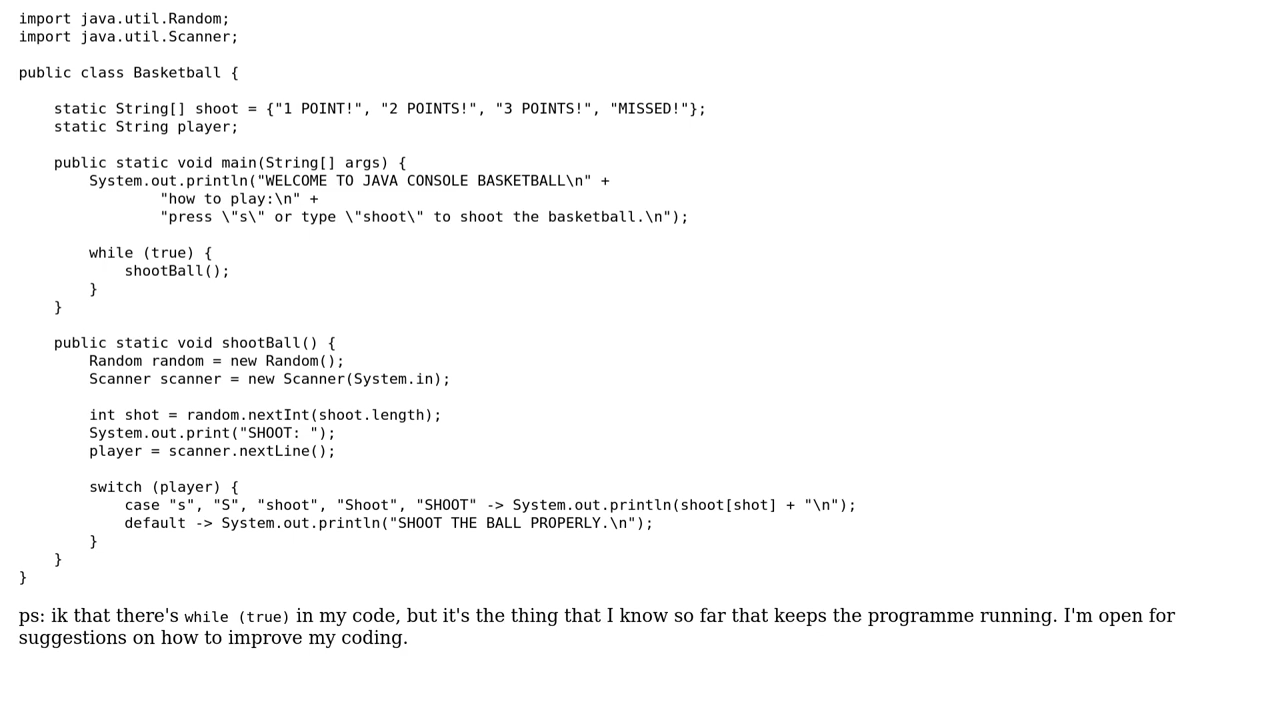 import java.util.Random;
import java.util.Scanner;

public class Basketball {

    static String[] shoot = {"1 POINT!", "2 POINTS!", "3 POINTS!", "MISSED!"};
    static String player;

    public static void main(String[] args) {
        System.out.println("WELCOME TO JAVA CONSOLE BASKETBALL\n" +
                "how to play:\n" +
                "press \"s\" or type \"shoot\" to shoot the basketball.\n");

        while (true) {
            shootBall();
        }
    }

    public static void shootBall() {
        Random random = new Random();
        Scanner scanner = new Scanner(System.in);

        int shot = random.nextInt(shoot.length);
        System.out.print("SHOOT: ");
        player = scanner.nextLine();

        switch (player) {
            case "s", "S", "shoot", "Shoot", "SHOOT" -> System.out.println(shoot[shot] + "\n");
            default -> System.out.println("SHOOT THE BALL PROPERLY.\n");
        }
    }
}

ps: ik that there's while (true) in my code, but it's the thing that I know so far that keeps the programme running. I'm open for
suggestions on how to improve my coding.